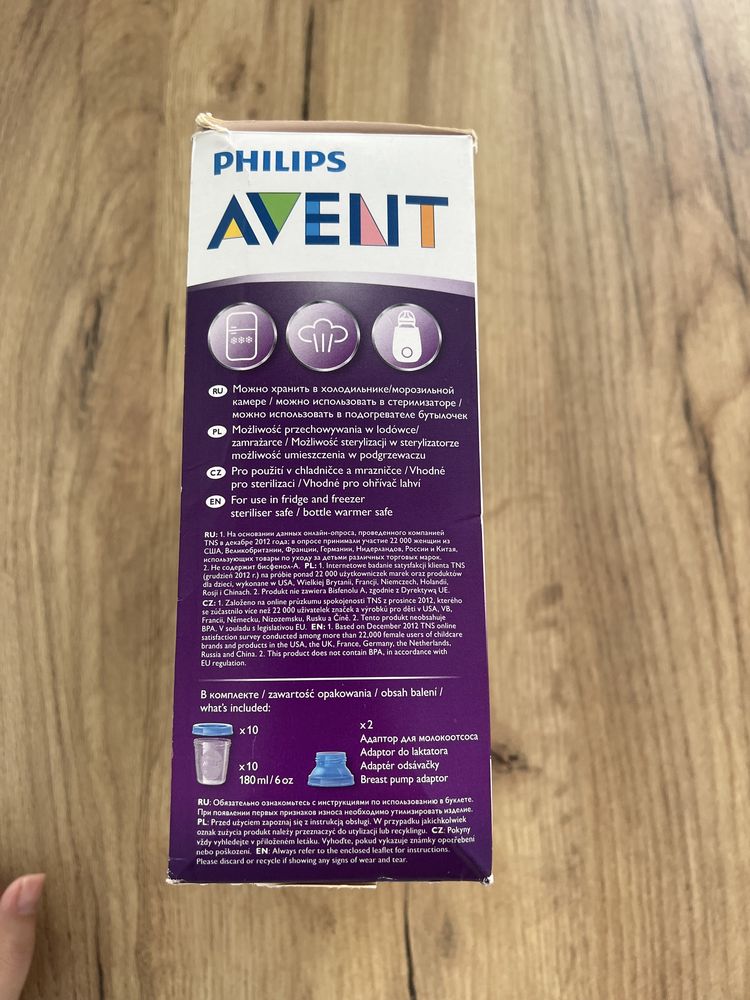 PHILIPS
AVENT
RU Можно хранить в холодильнике/морозильной
камере / можно использовать в стерилизаторе /
можно использовать в подогревателе бутылочек
PL Możliwość przechowywania w lodówce/
zamrażarce / Możliwość sterylizacji w sterylizatorze
możliwość umieszczenia w podgrzewaczu
CZ Pro použití v chladničce a mrazničce / Vhodné
pro sterilizaci / Vhodné pro ohřívač lahví
EN For use in fridge and freezer
steriliser safe / bottle warmer safe
RU: 1. На основании данных онлайн-опроса, проведенного компанией
TNS в декабре 2012 года; в опросе принимали участие 22 000 женщин из
США, Великобритании, Франции, Германии, Нидерландов, России и Китая,
использующих товары по уходу за детьми различных торговых марок.
2. Не содержит бисфенол-А. PL: 1. Internetowe badanie satysfakcji klienta TNS
(grudzień 2012 r.) na próbie ponad 22 000 użytkowniczek marek oraz produktów
dla dzieci, wykonane w USA, Wielkiej Brytanii, Francji, Niemczech, Holandii,
Rosji i Chinach. 2. Produkt nie zawiera Bisfenolu A, zgodnie z Dyrektywą UE.
CZ: 1. Založeno na online průzkumu spokojenosti TNS z prosince 2012, kterého
se zúčastnilo více než 22 000 uživatelek značek a výrobků pro děti v USA, VB,
Francii, Německu, Nizozemsku, Rusku a Číně. 2. Tento produkt neobsahuje
BPA. V souladu s legislativou EU. EN: 1. Based on December 2012 TNS online
satisfaction survey conducted among more than 22,000 female users of childcare
brands and products in the USA, the UK, France, Germany, the Netherlands,
Russia and China. 2. This product does not contain BPA, in accordance with
EU regulation.
В комплекте / zawartość opakowania / obsah balení /
what's included:
x 10
x 10
180 ml / 6 oz
x 2
Адаптор для молокоотсоса
Adaptor do laktatora
Adaptér odsávačky
Breast pump adaptor
RU: Обязательно ознакомьтесь с инструкциями по использованию в буклете.
При появлении первых признаков износа необходимо утилизировать изделие.
PL: Przed użyciem zapoznaj się z instrukcją obsługi. W przypadku jakichkolwiek
oznak zużycia produkt należy przeznaczyć do utylizacji lub recyklingu. CZ: Pokyny
vždy vyhledejte v přiloženém letáku. Vyhoďte, pokud vykazuje známky opotřebení
nebo poškození. EN: Always refer to the enclosed leaflet for instructions.
Please discard or recycle if showing any signs of wear and tear.